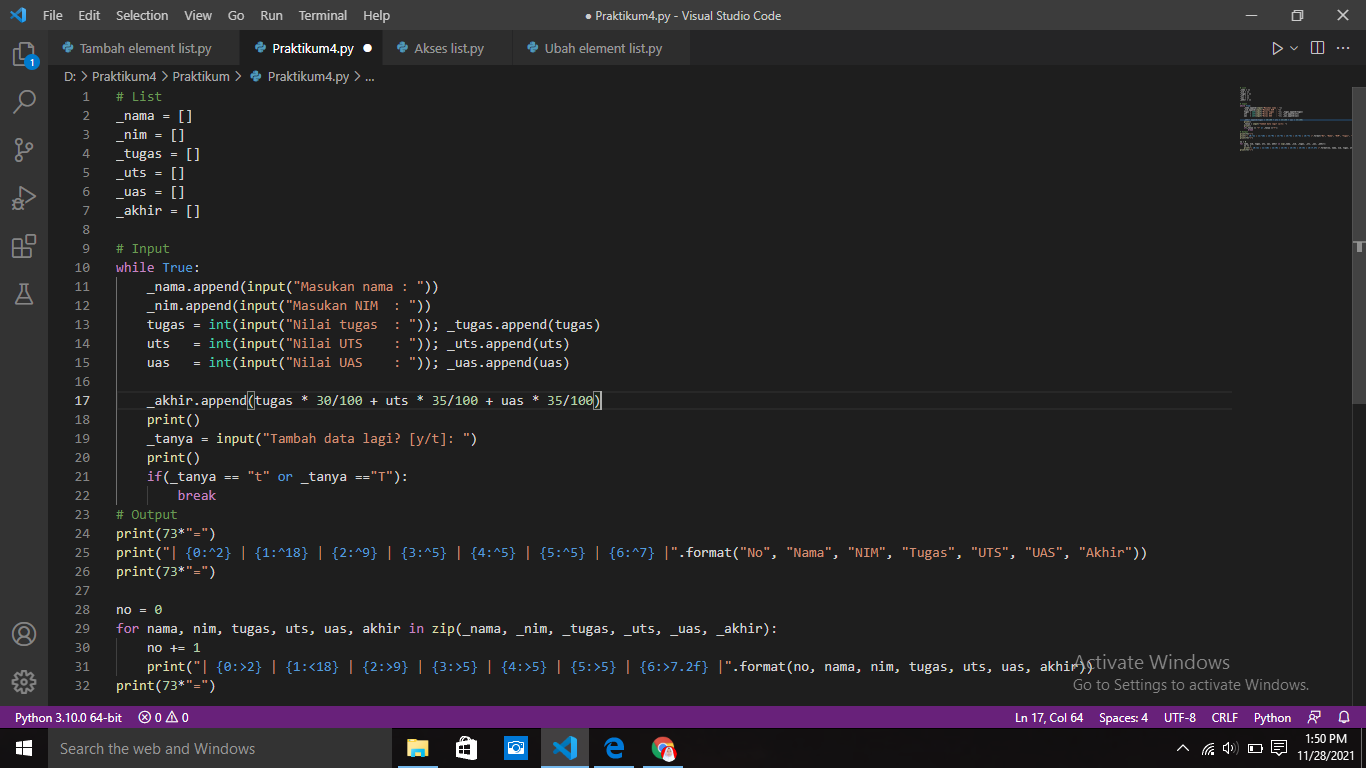 File Edit Selection View Go Run Terminal Help ● Praktikum4.py - Visual Studio Code
Tambah element list.py Praktikum4.py ● Akses list.py Ubah element list.py
D: > Praktikum4 > Praktikum > Praktikum4.py > ...
1
1 # List
2 _nama = []
3 _nim = []
4 _tugas = []
5 _uts = []
6 _uas = []
7 _akhir = []
8
9 # Input
10 while True:
11     _nama.append(input("Masukan nama : "))
12     _nim.append(input("Masukan NIM  : "))
13     tugas = int(input("Nilai tugas  : ")); _tugas.append(tugas)
14     uts   = int(input("Nilai UTS    : ")); _uts.append(uts)
15     uas   = int(input("Nilai UAS    : ")); _uas.append(uas)
16
17     _akhir.append(tugas * 30/100 + uts * 35/100 + uas * 35/100)
18     print()
19     _tanya = input("Tambah data lagi? [y/t]: ")
20     print()
21     if(_tanya == "t" or _tanya =="T"):
22         break
23 # Output
24 print(73*"=")
25 print("| {0:^2} | {1:^18} | {2:^9} | {3:^5} | {4:^5} | {5:^5} | {6:^7} |".format("No", "Nama", "NIM", "Tugas", "UTS", "UAS", "Akhir"))
26 print(73*"=")
27
28 no = 0
29 for nama, nim, tugas, uts, uas, akhir in zip(_nama, _nim, _tugas, _uts, _uas, _akhir):
30     no += 1
31     print("| {0:>2} | {1:<18} | {2:>9} | {3:>5} | {4:>5} | {5:>5} | {6:>7.2f} |".format(no, nama, nim, tugas, uts, uas, akhir))
32 print(73*"=")
Activate Windows
Go to Settings to activate Windows.
Python 3.10.0 64-bit 0 0 Ln 17, Col 64 Spaces: 4 UTF-8 CRLF Python
Search the web and Windows
1:50 PM
11/28/2021